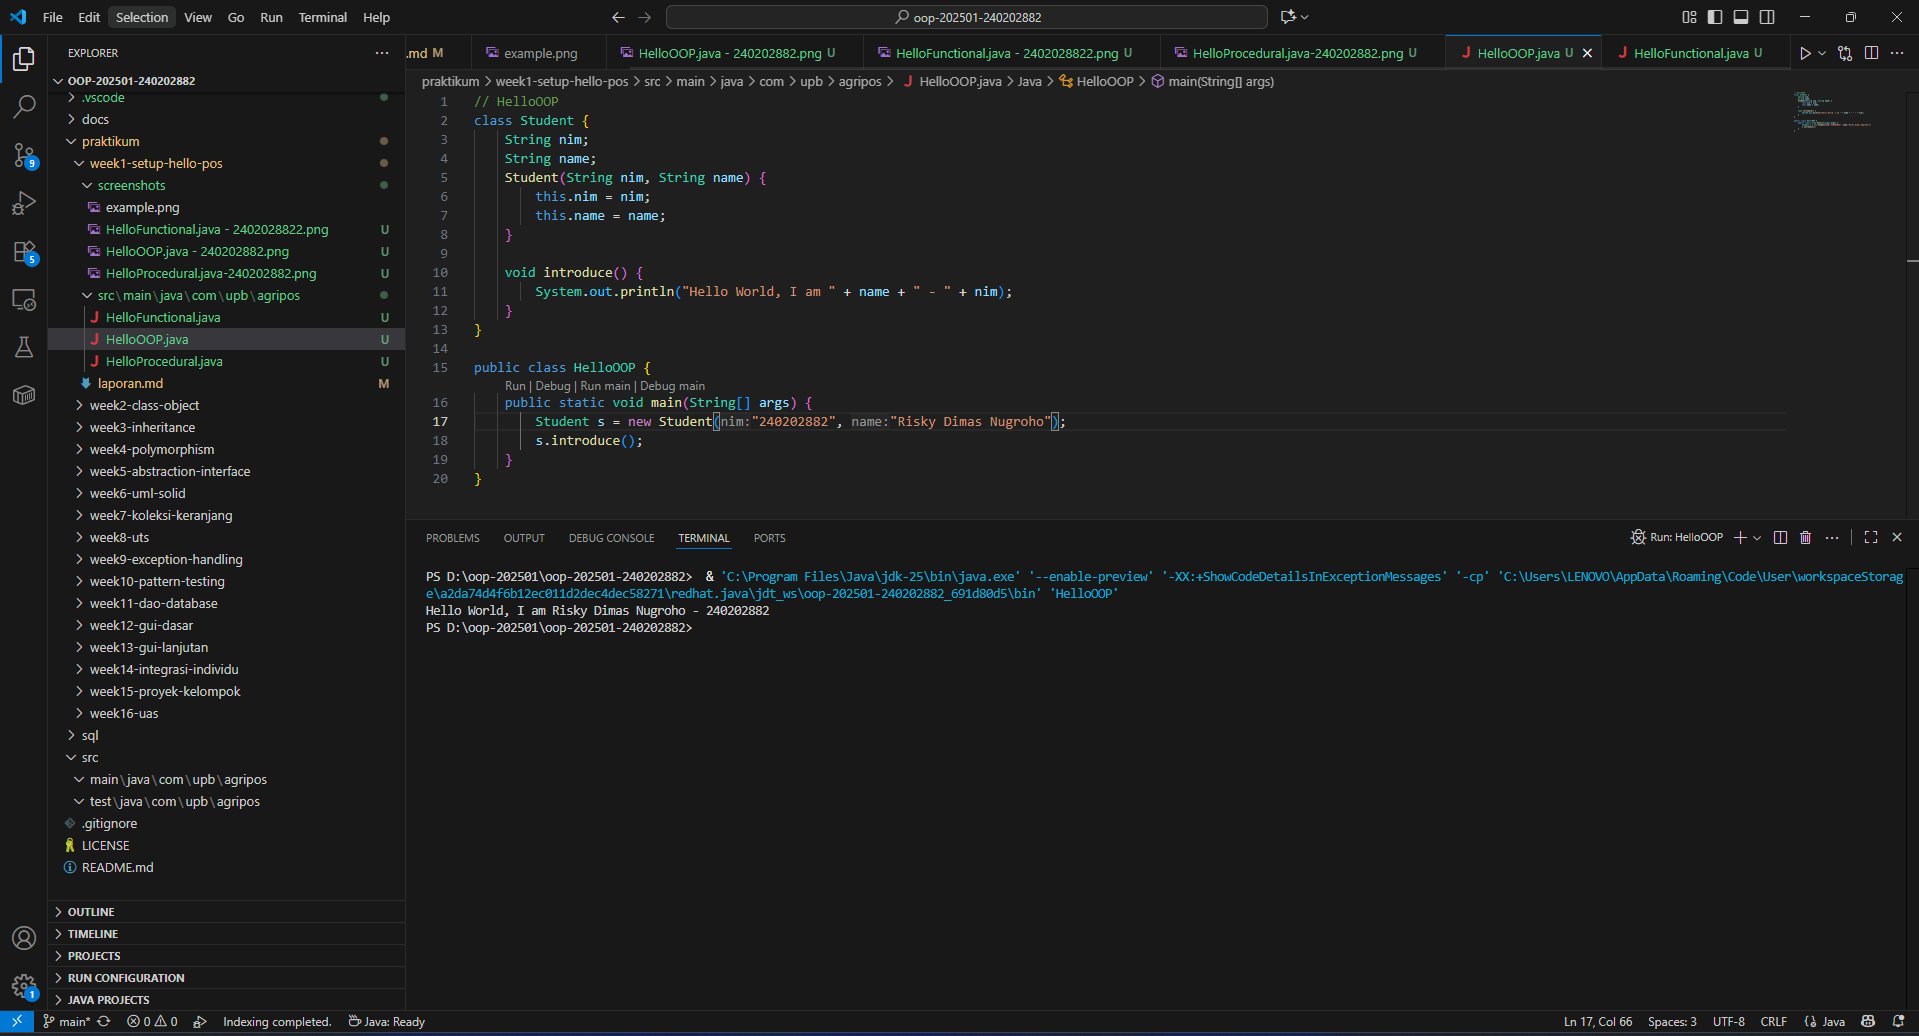 File Edit Selection View Go Run Terminal Help
oop-202501-240202882
EXPLORER
OOP-202501-240202882
.vscode
docs
praktikum
week1-setup-hello-pos
screenshots
example.png
HelloFunctional.java - 2402028822.png U
HelloOOP.java - 240202882.png U
HelloProcedural.java-240202882.png U
src\main\java\com\upb\agripos
HelloFunctional.java U
HelloOOP.java U
HelloProcedural.java U
laporan.md M
week2-class-object
week3-inheritance
week4-polymorphism
week5-abstraction-interface
week6-uml-solid
week7-koleksi-keranjang
week8-uts
week9-exception-handling
week10-pattern-testing
week11-dao-database
week12-gui-dasar
week13-gui-lanjutan
week14-integrasi-individu
week15-proyek-kelompok
week16-uas
sql
src
main\java\com\upb\agripos
test\java\com\upb\agripos
.gitignore
LICENSE
README.md
OUTLINE
TIMELINE
PROJECTS
RUN CONFIGURATION
JAVA PROJECTS
9
5
1
.md M example.png HelloOOP.java - 240202882.png U HelloFunctional.java - 2402028822.png U HelloProcedural.java-240202882.png U HelloOOP.java U HelloFunctional.java U
praktikum > week1-setup-hello-pos > src > main > java > com > upb > agripos > HelloOOP.java > Java > HelloOOP > main(String[] args)
1 // HelloOOP
2 class Student {
3 String nim;
4 String name;
5 Student(String nim, String name) {
6 this.nim = nim;
7 this.name = name;
8 }
9
10 void introduce() {
11 System.out.println("Hello World, I am " + name + " - " + nim);
12 }
13 }
14
15 public class HelloOOP {
Run | Debug | Run main | Debug main
16 public static void main(String[] args) {
17 Student s = new Student(nim:"240202882", name:"Risky Dimas Nugroho");
18 s.introduce();
19 }
20 }
PROBLEMS OUTPUT DEBUG CONSOLE TERMINAL PORTS
Run: HelloOOP
PS D:\oop-202501\oop-202501-240202882> & 'C:\Program Files\Java\jdk-25\bin\java.exe' '--enable-preview' '-XX:+ShowCodeDetailsInExceptionMessages' '-cp' 'C:\Users\LENOVO\AppData\Roaming\Code\User\workspaceStorag
e\a2da74d4f6b12ec011d2dec4dec58271\redhat.java\jdt_ws\oop-202501-240202882_691d80d5\bin' 'HelloOOP'
Hello World, I am Risky Dimas Nugroho - 240202882
PS D:\oop-202501\oop-202501-240202882>
main* 0 0 Indexing completed. Java: Ready
Ln 17, Col 66 Spaces: 3 UTF-8 CRLF {} Java